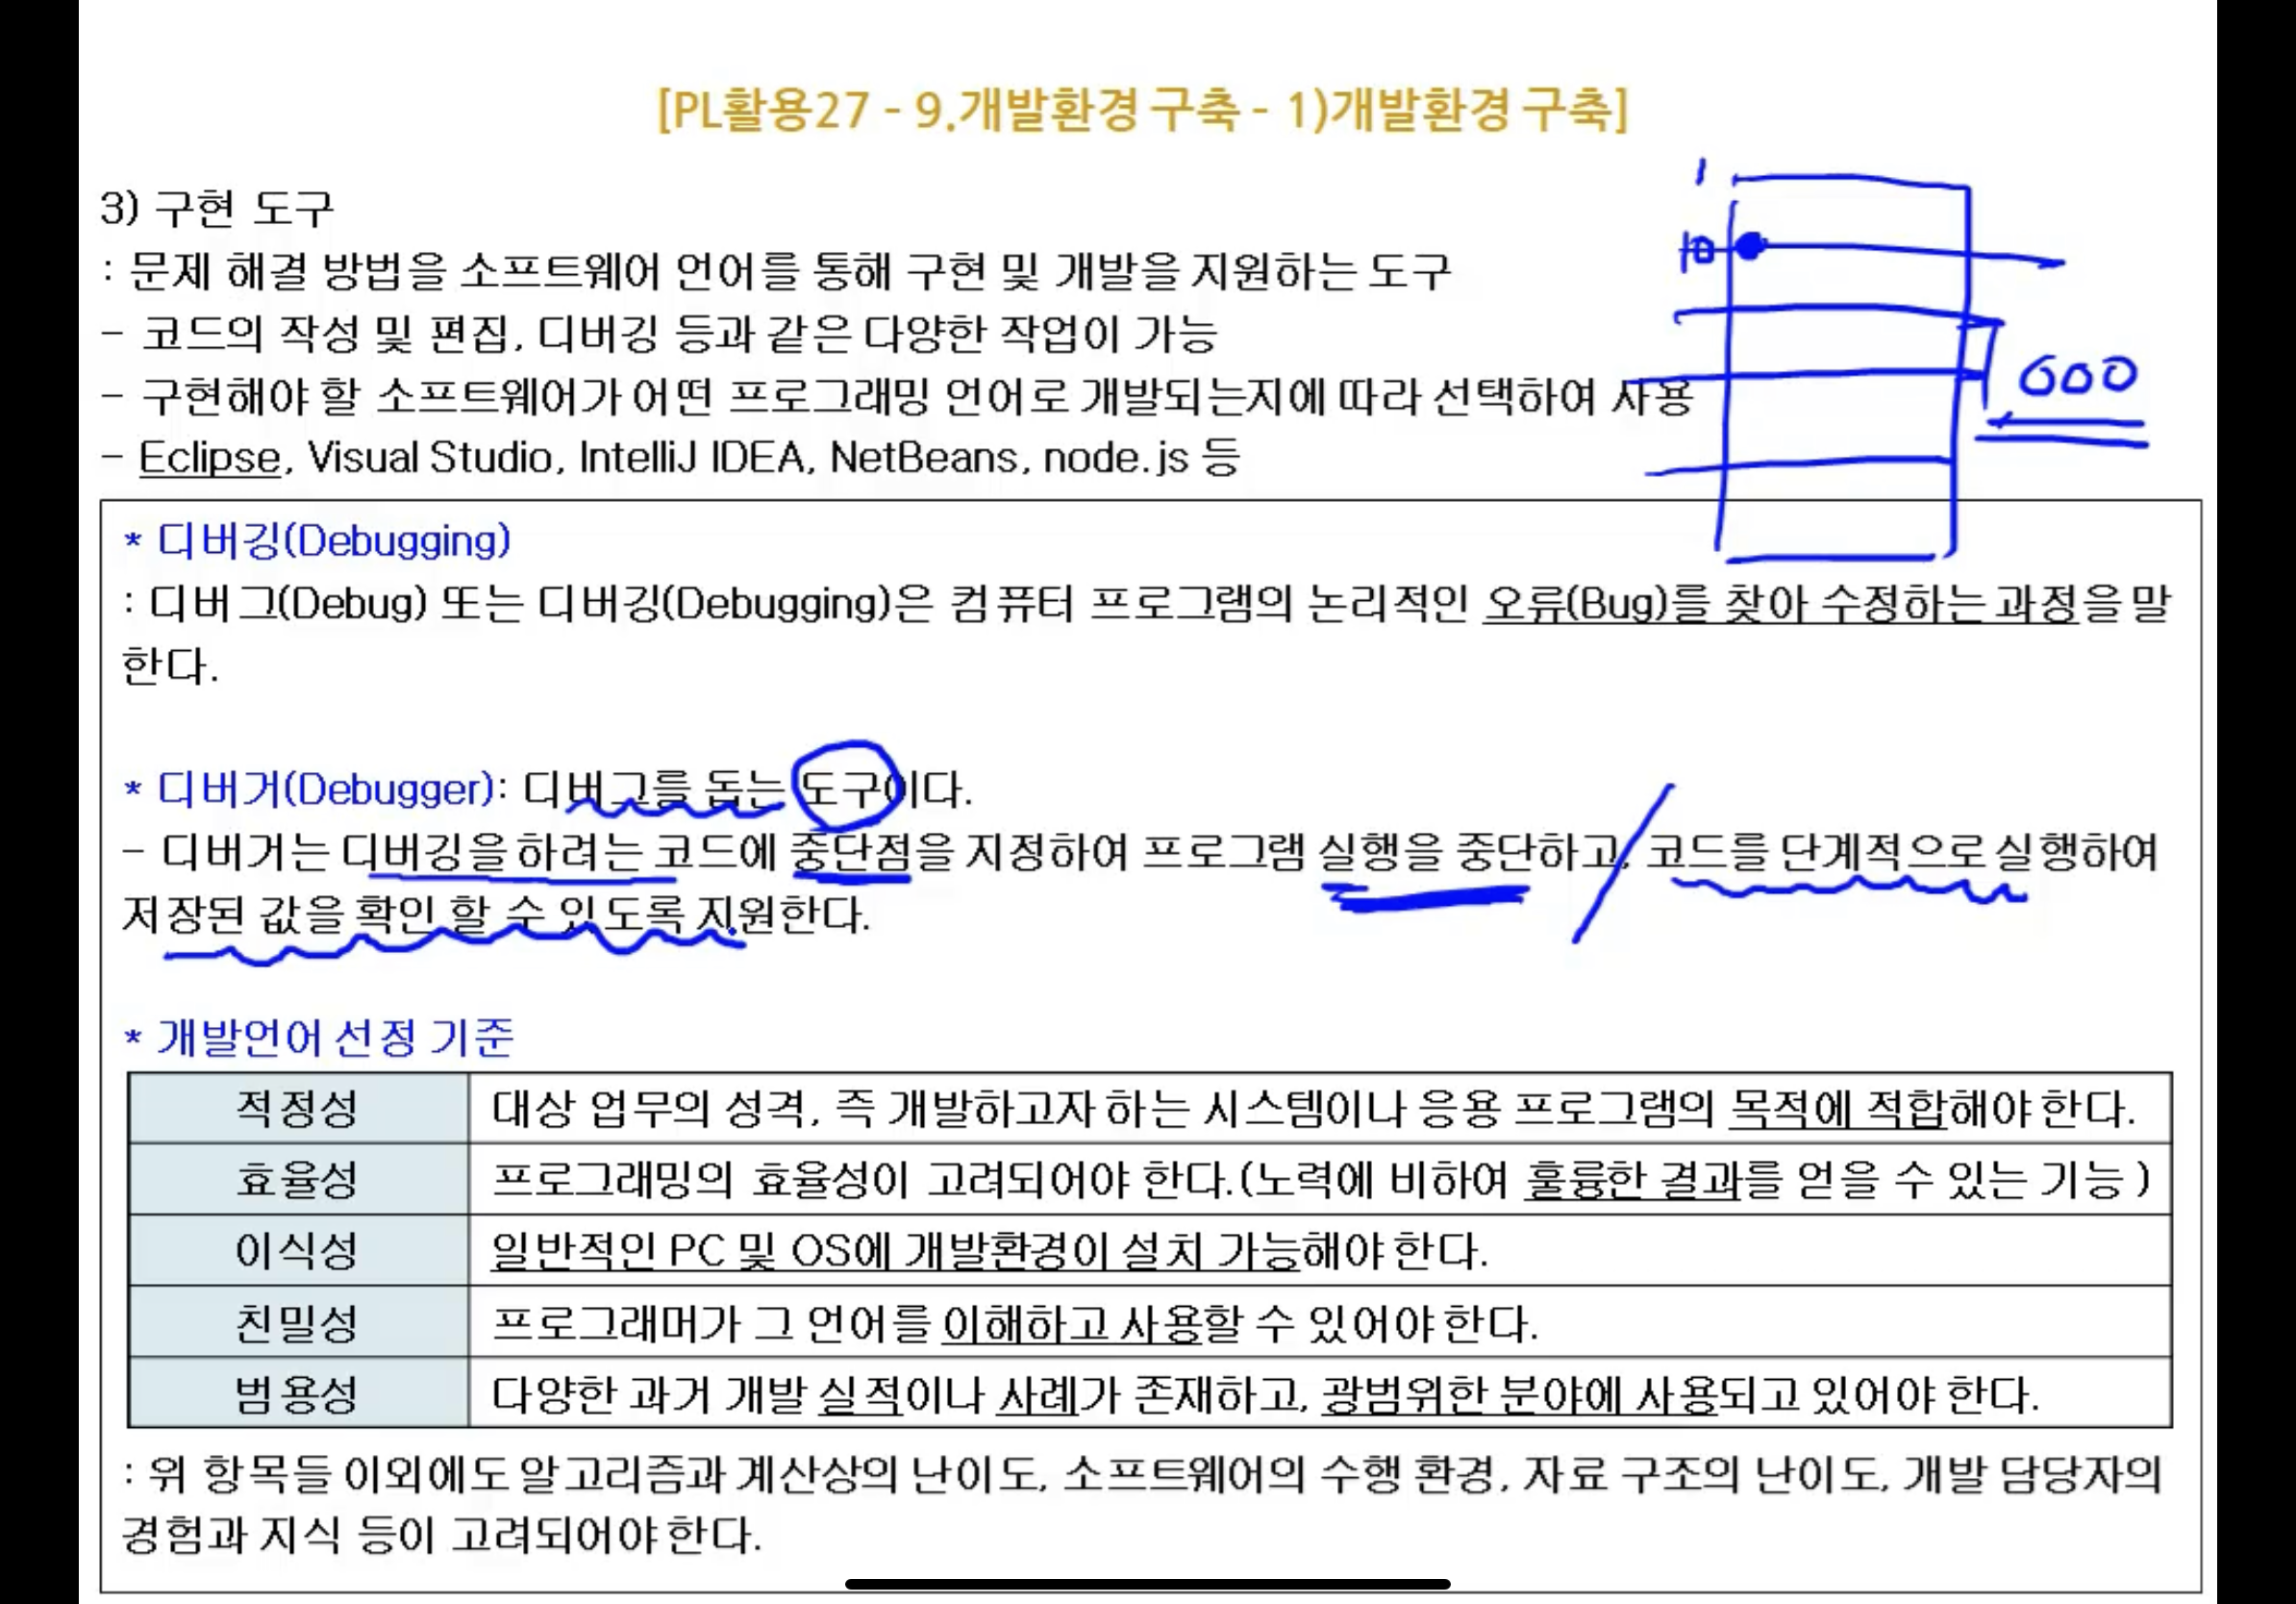 [PL활용27 - 9.개발환경 구축 - 1)개발환경 구축]
3) 구현 도구
: 문제 해결 방법을 소프트웨어 언어를 통해 구현 및 개발을 지원하는 도구
- 코드의 작성 및 편집, 디버깅 등과 같은 다양한 작업이 가능
- 구현해야 할 소프트웨어가 어떤 프로그래밍 언어로 개발되는지에 따라 선택하여 사용
- Eclipse, Visual Studio, IntelliJ IDEA, NetBeans, node.js 등
1
10
600
* 디버깅(Debugging)
: 디버그(Debug) 또는 디버깅(Debugging)은 컴퓨터 프로그램의 논리적인 오류(Bug)를 찾아 수정하는 과정을 말
한다.
* 디버거(Debugger): 디버그를 돕는 도구이다.
- 디버거는 디버깅을 하려는 코드에 중단점을 지정하여 프로그램 실행을 중단하고, 코드를 단계적으로 실행하여
저장된 값을 확인 할 수 있도록 지원한다.
* 개발언어 선정 기준
적정성 대상 업무의 성격, 즉 개발하고자 하는 시스템이나 응용 프로그램의 목적에 적합해야 한다.
효율성 프로그래밍의 효율성이 고려되어야 한다.(노력에 비하여 훌륭한 결과를 얻을 수 있는 기능 )
이식성 일반적인 PC 및 OS에 개발환경이 설치 가능해야 한다.
친밀성 프로그래머가 그 언어를 이해하고 사용할 수 있어야 한다.
범용성 다양한 과거 개발 실적이나 사례가 존재하고, 광범위한 분야에 사용되고 있어야 한다.
: 위 항목들 이외에도 알고리즘과 계산상의 난이도, 소프트웨어의 수행 환경, 자료 구조의 난이도, 개발 담당자의
경험과 지식 등이 고려되어야 한다.